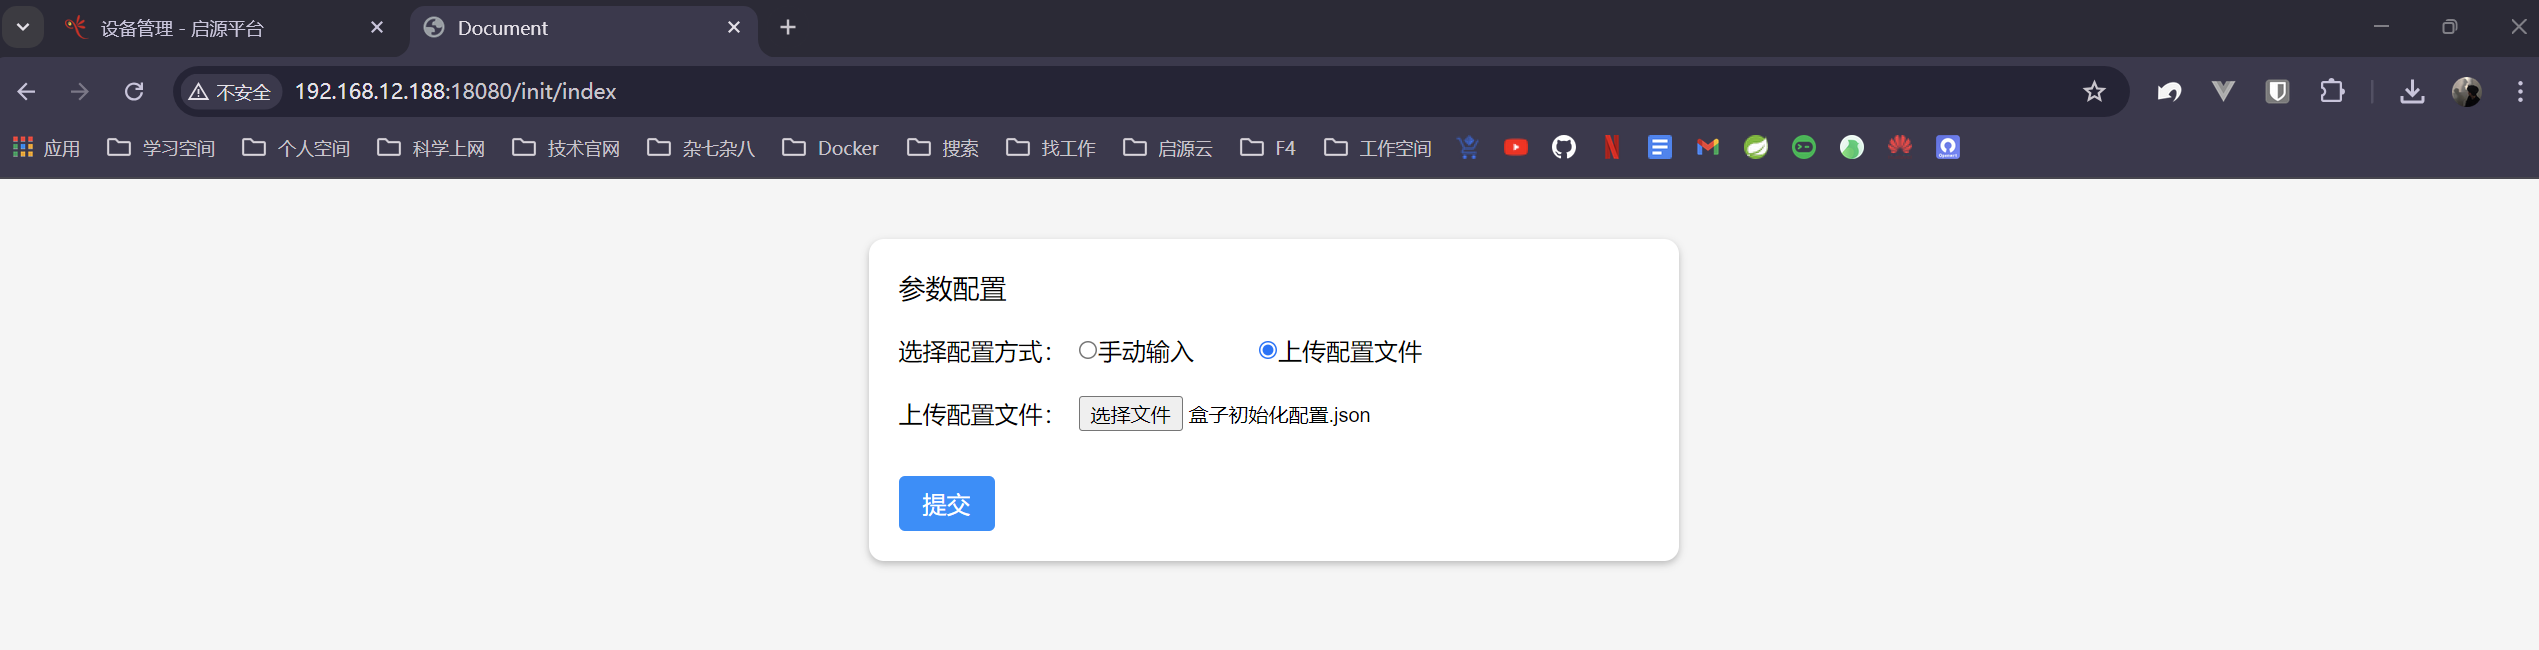 设备管理 - 启源平台
Document
不安全
192.168.12.188:18080/init/index
应用
学习空间
个人空间
科学上网
技术官网
杂七杂八
Docker
搜索
找工作
启源云
F4
工作空间
参数配置
选择配置方式：
手动输入
上传配置文件
上传配置文件：
选择文件
盒子初始化配置.json
提交